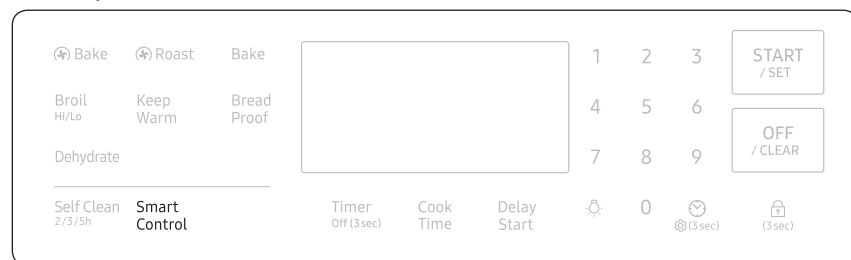 Bake Roast Bake 1 2 3 START
/ SET
Broil Keep Bread 4 5 6
Hi/Lo Warm Proof
OFF
/ CLEAR
Dehydrate 7 8 9
Self Clean Smart Timer Cook Delay 0
2/3/5h Control Off (3 sec) Time Start (3 sec) (3 sec)